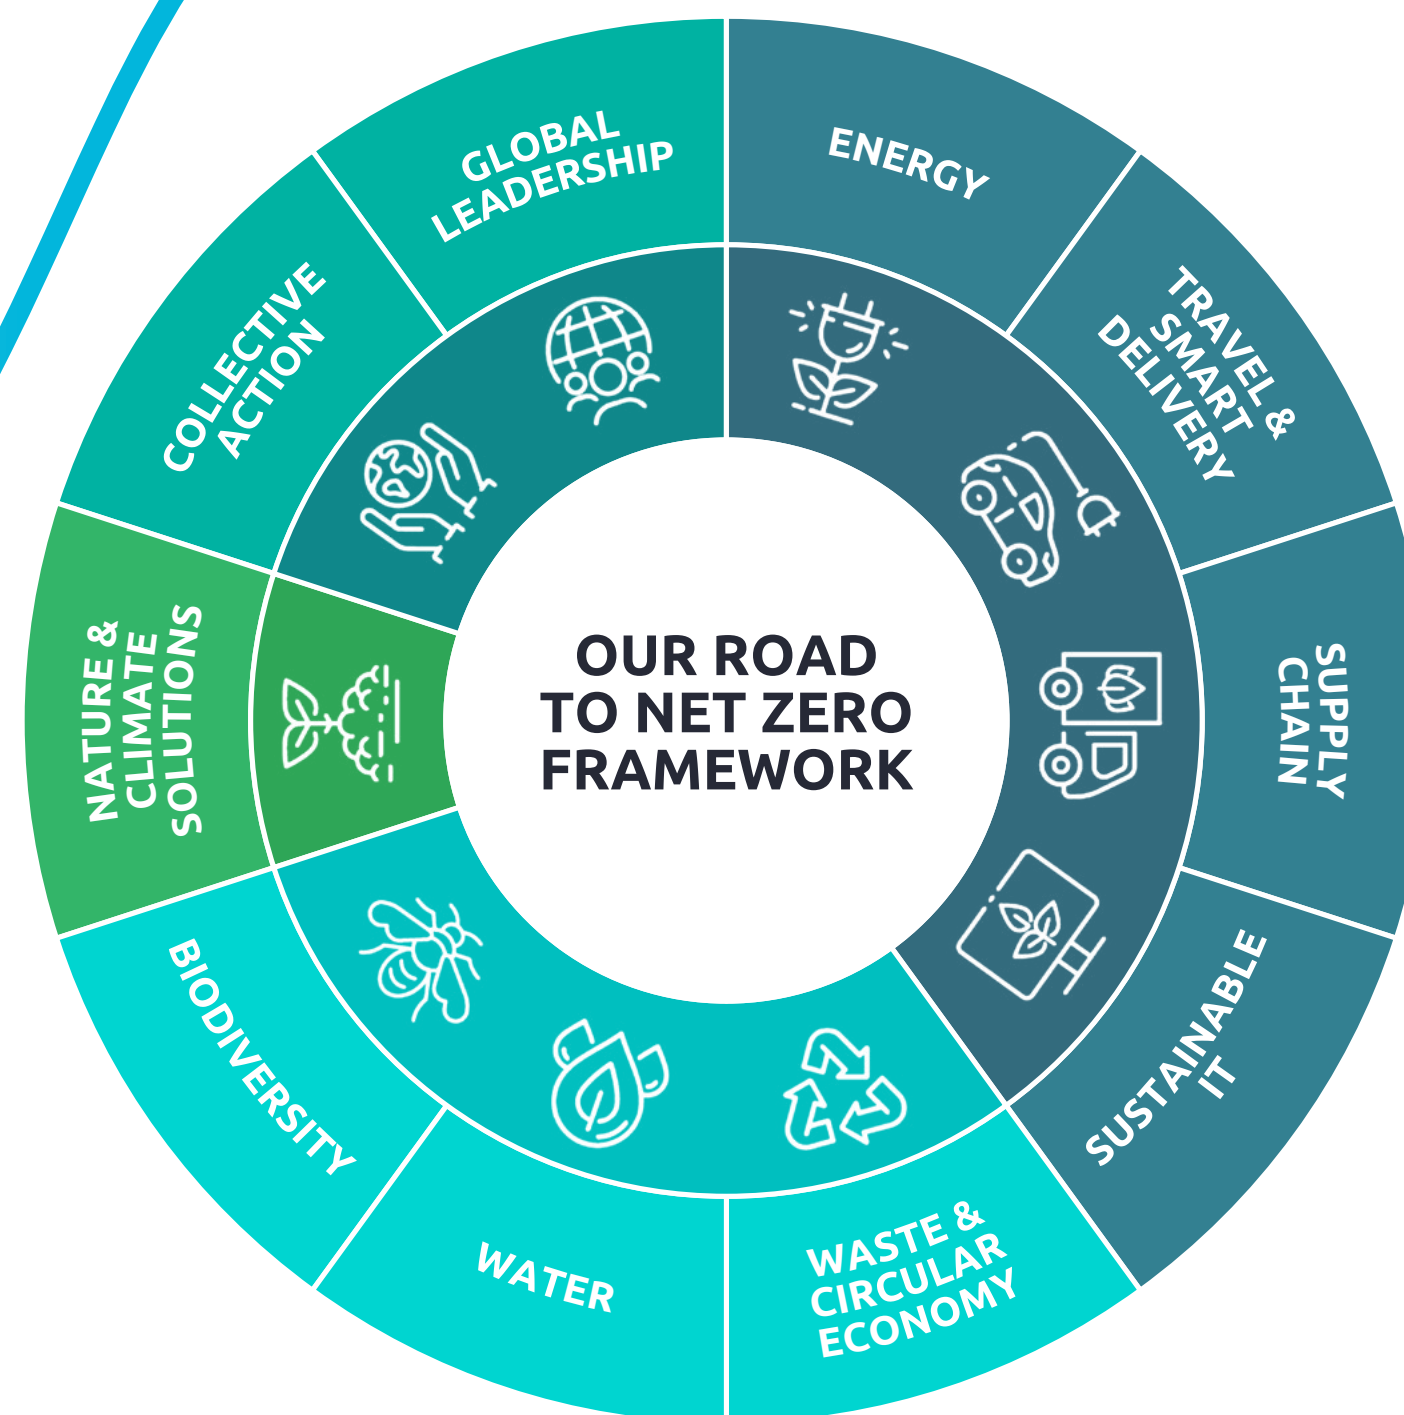 OUR ROAD
TO NET ZERO
FRAMEWORK
ENERGY
TRAVEL &
SMART
DELIVERY
SUPPLY
CHAIN
SUSTAINABLE
IT
WASTE &
CIRCULAR
ECONOMY
WATER
BIODIVERSITY
NATURE &
CLIMATE
SOLUTIONS
COLLECTIVE
ACTION
GLOBAL
LEADERSHIP